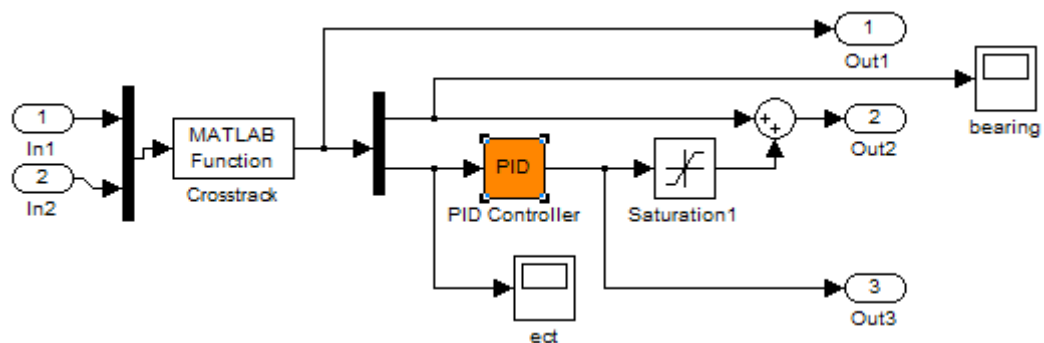 1
Out1
bearing
1
In1
2
In2
MATLAB
Function
Crosstrack
PID
PID Controller
Saturation1
++
2
Out2
ect
3
Out3